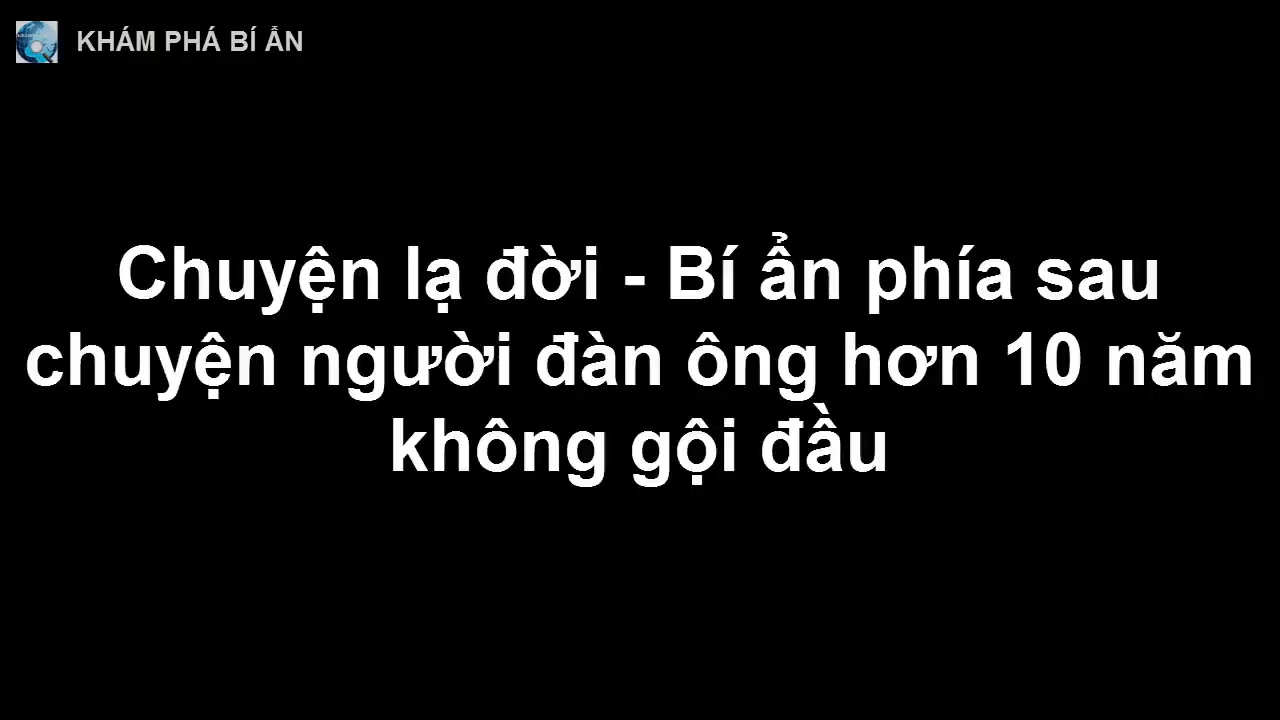 KHÁM PHÁ BÍ ẨN
Chuyện lạ đời - Bí ẩn phía sau
chuyện người đàn ông hơn 10 năm
không gội đầu